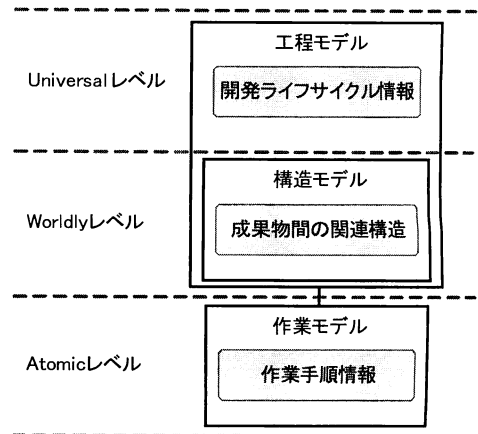 工程モデル
Universalレベル
開発ライフサイクル情報
構造モデル
Worldlyレベル
成果物間の関連構造
作業モデル
Atomicレベル
作業手順情報